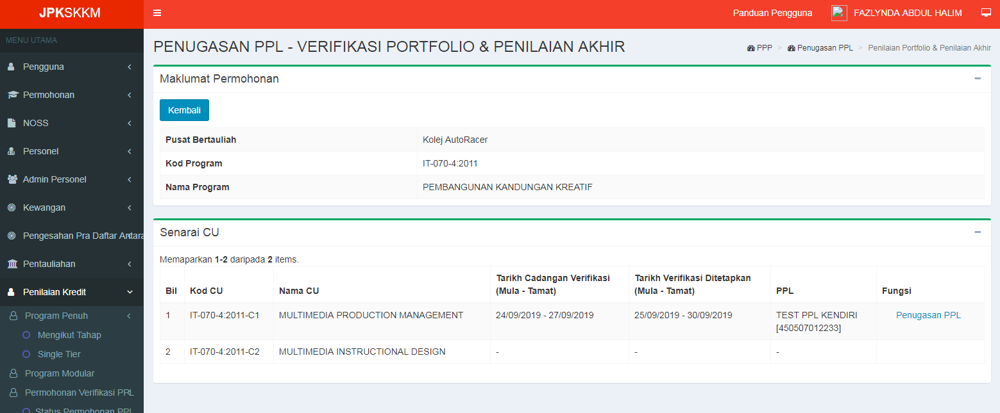 JPKSKKM
Panduan Pengguna
FAZLYNDA ABDUL HALIM
MENU UTAMA
Pengguna
Permohonan
NOSS
Personel
Admin Personel
Kewangan
Pengesahan Pra Daftar Antara
Pentauliahan
Penilaian Kredit
Program Penuh
Mengikut Tahap
Single Tier
Program Modular
Permohonan Verifikasi PPL
Status Permohonan PPL
PENUGASAN PPL - VERIFIKASI PORTFOLIO & PENILAIAN AKHIR
PPP > Penugasan PPL > Penilaian Portfolio & Penilaian Akhir
Maklumat Permohonan
Kembali
Pusat Bertauliah Kolej AutoRacer
Kod Program IT-070-4:2011
Nama Program PEMBANGUNAN KANDUNGAN KREATIF
Senarai CU
Memaparkan 1-2 daripada 2 items.
Tarikh Cadangan Verifikasi Tarikh Verifikasi Ditetapkan
Bil Kod CU Nama CU (Mula - Tamat) (Mula - Tamat) PPL Fungsi
1 IT-070-4:2011-C1 MULTIMEDIA PRODUCTION MANAGEMENT 24/09/2019 - 27/09/2019 25/09/2019 - 30/09/2019 TEST PPL KENDIRI Penugasan PPL
[450507012233]
2 IT-070-4:2011-C2 MULTIMEDIA INSTRUCTIONAL DESIGN - - -